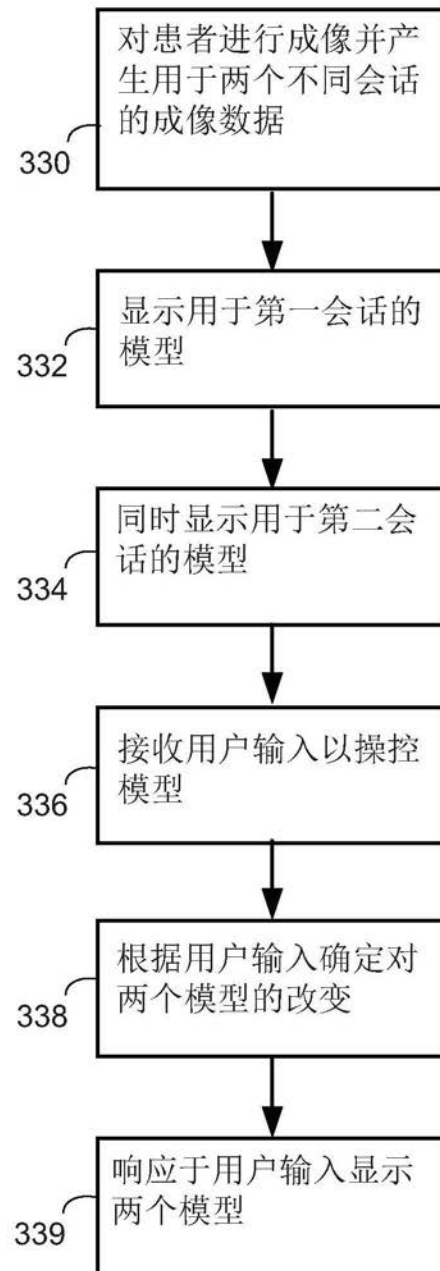 对患者进行成像并产
生用于两个不同会话
的成像数据
330
显示用于第一会话的
模型
332
同时显示用于第二会
话的模型
334
接收用户输入以操控
模型
336
根据用户输入确定对
两个模型的改变
338
响应于用户输入显示
两个模型
339